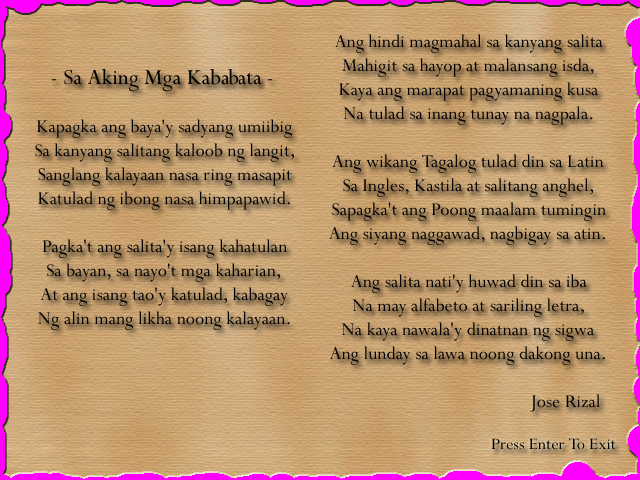 - Sa Aking Mga Kababata -
Kapagka ang baya'y sadyang umiibig
Sa kanyang salitang kaloob ng langit,
Sanglang kalayaan nasa ring masapit
Katulad ng ibong nasa himpapawid.
Pagka't ang salita'y isang kahatulan
Sa bayan, sa nayo't mga kaharian,
At ang isang tao'y katulad, kabagay
Ng alin mang likha noong kalayaan.
Ang hindi magmahal sa kanyang salita
Mahigit sa hayop at malansang isda,
Kaya ang marapat pagyamaning kusa
Na tulad sa inang tunay na nagpala.
Ang wikang Tagalog tulad din sa Latin
Sa Ingles, Kastila at salitang anghel,
Sapagka't ang Poong maalam tumingin
Ang siyang naggawad, nagbigay sa atin.
Ang salita nati'y huwad din sa iba
Na may alfabeto at sariling letra,
Na kaya nawala'y dinatnan ng sigwa
Ang lunday sa lawa noong dakong una.
Jose Rizal
Press Enter To Exit